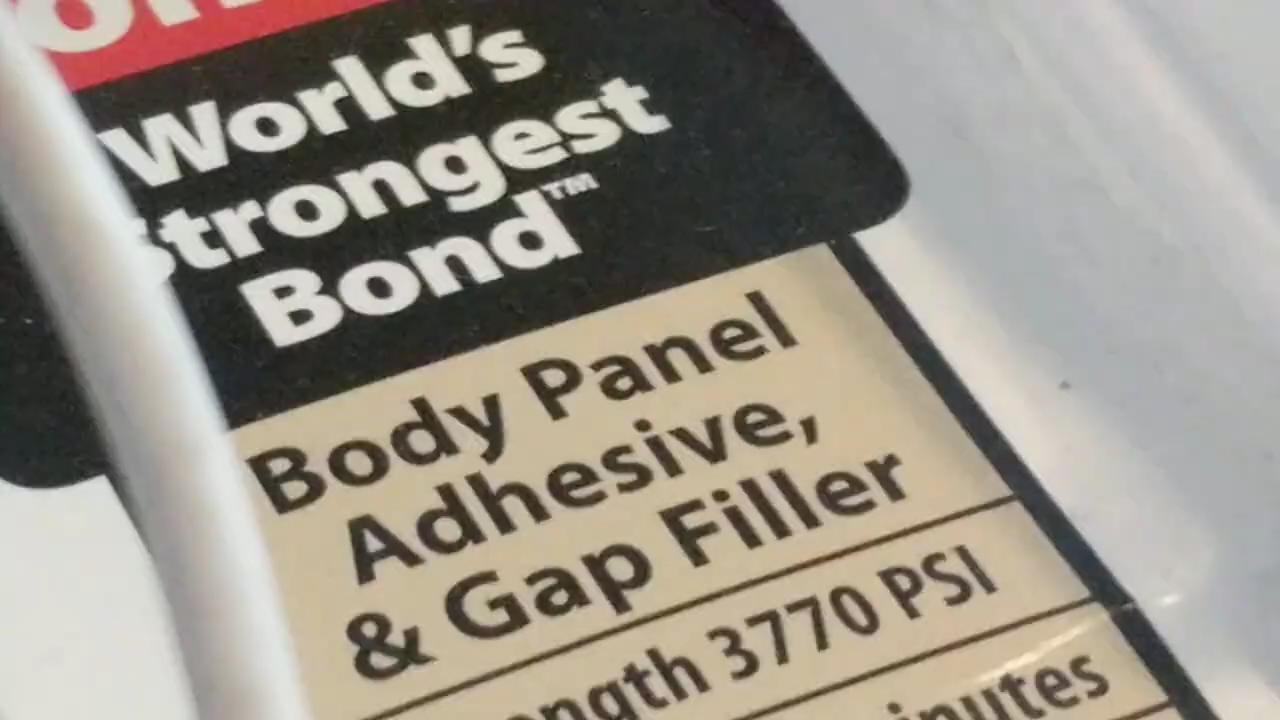 World's
Strongest
Bond™
Body Panel
Adhesive,
& Gap Filler
3770 PSI